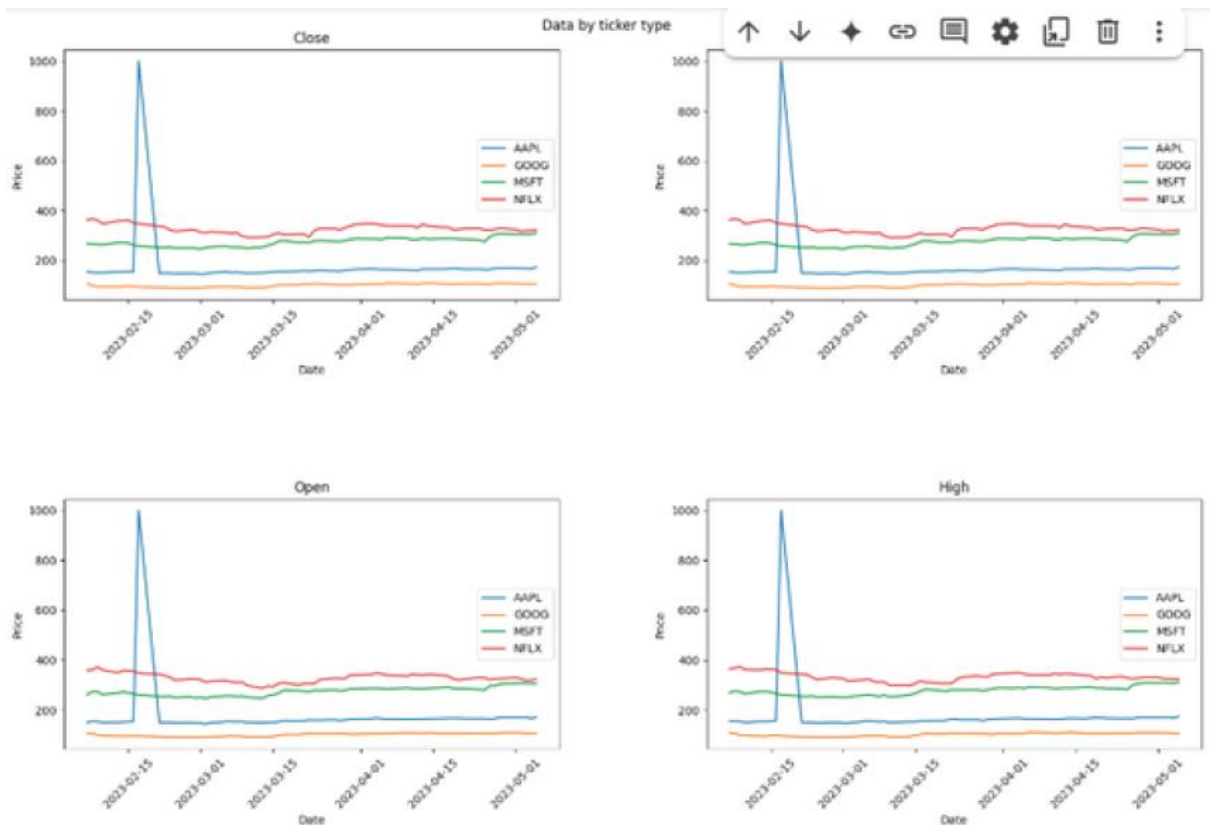 Data by ticker type
Close
1000
800
600
400
200
Price
AAPL
GOOG
MSFT
NFLX
2023-02-15
2023-03-01
2023-03-15
2023-04-01
2023-04-15
2023-05-01
Date
1000
800
600
400
200
Price
AAPL
GOOG
MSFT
NFLX
2023-02-15
2023-03-01
2023-03-15
2023-04-01
2023-04-15
2023-05-01
Date
Open
1000
800
600
400
200
Price
AAPL
GOOG
MSFT
NFLX
2023-02-15
2023-03-01
2023-03-15
2023-04-01
2023-04-15
2023-05-01
Date
High
1000
800
600
400
200
Price
AAPL
GOOG
MSFT
NFLX
2023-02-15
2023-03-01
2023-03-15
2023-04-01
2023-04-15
2023-05-01
Date